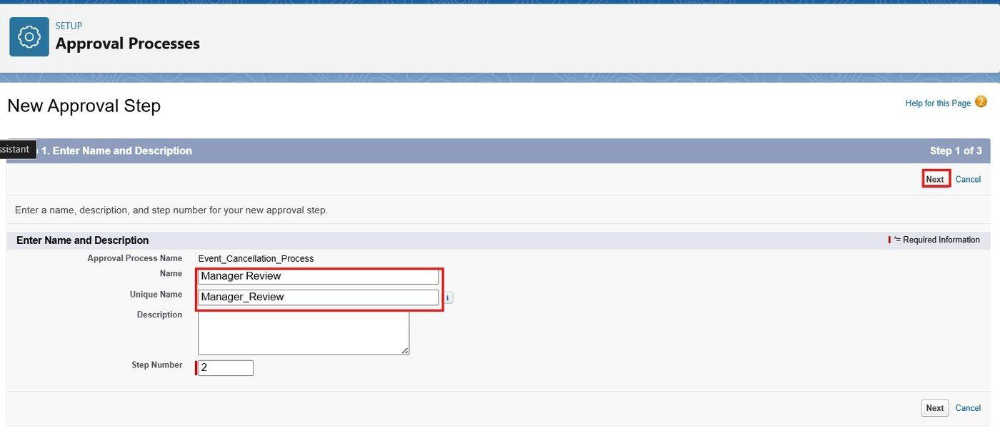 SETUP
Approval Processes
New Approval Step
Help for this Page ?
1. Enter Name and Description Step 1 of 3
Next Cancel
Enter a name, description, and step number for your new approval step.
Enter Name and Description *= Required Information
Approval Process Name Event_Cancellation_Process
Name Manager Review
Unique Name Manager_Review i
Description
Step Number 2
Next Cancel